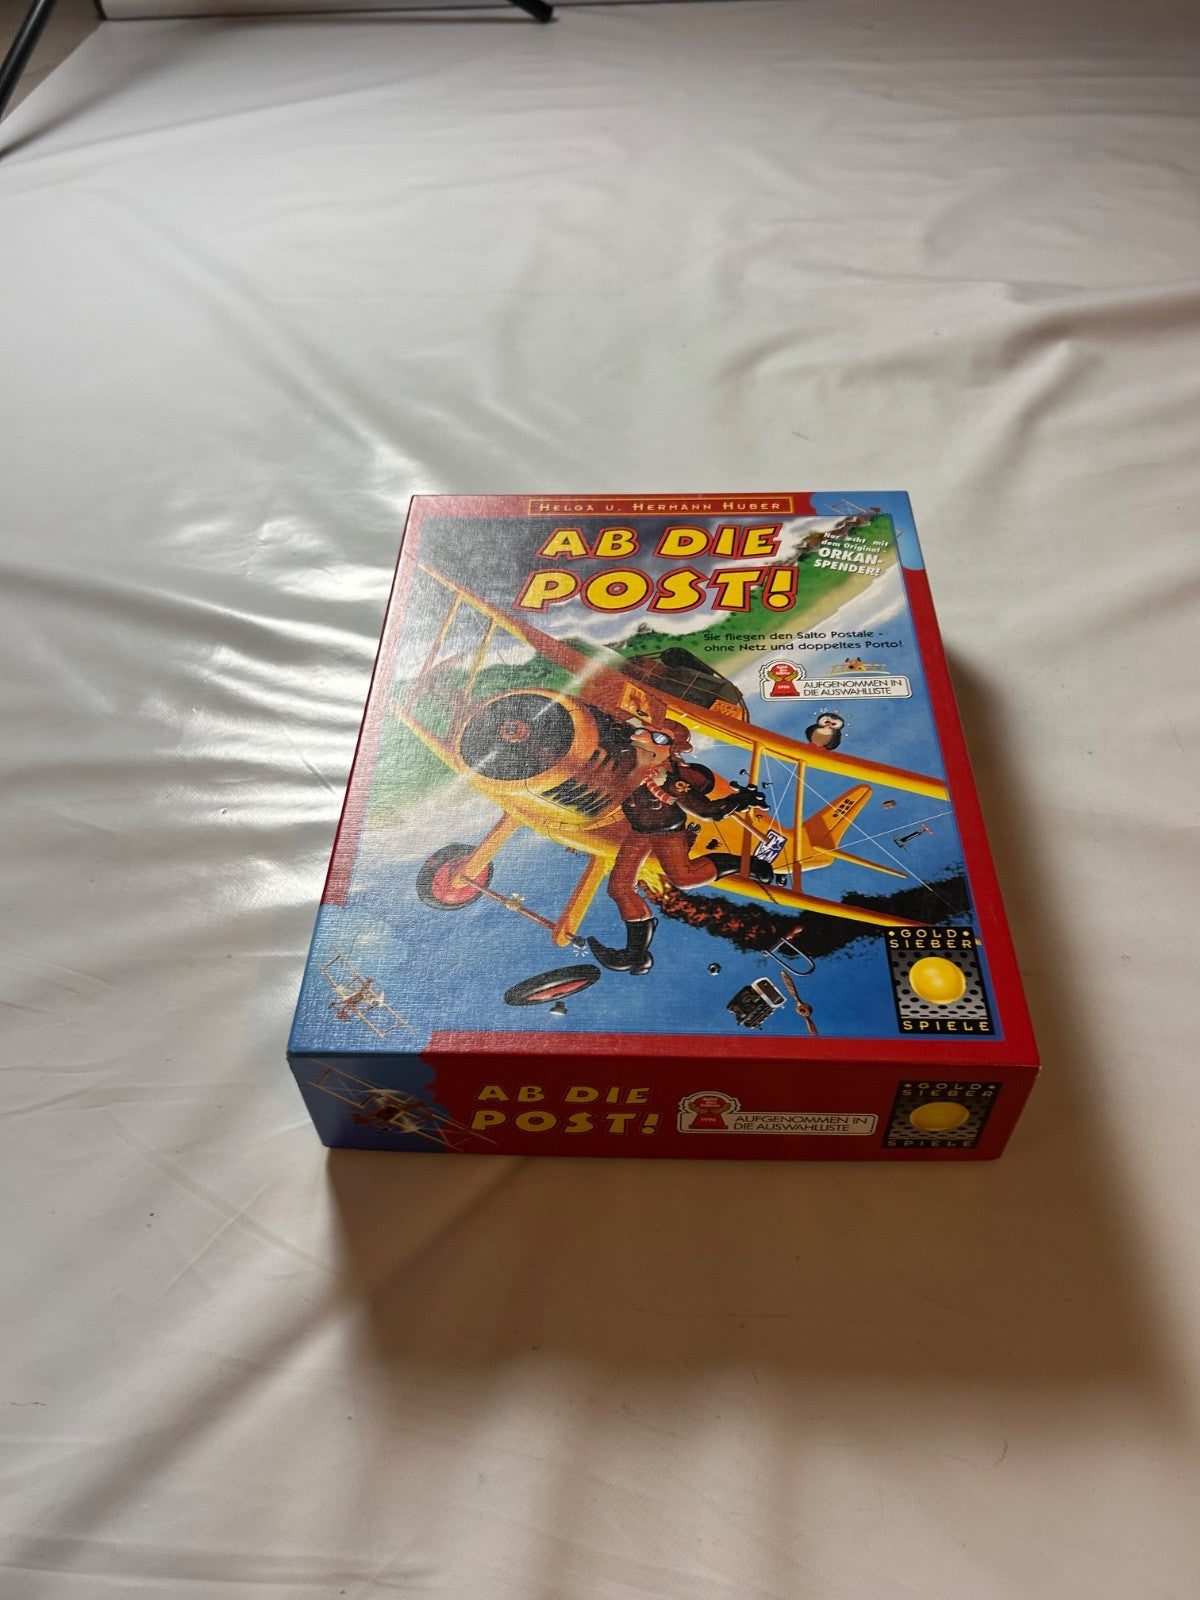 HELGA U. HERMANN HUBER
AB DIE
POST!
Nur echt mit
dem Original-
ORKAN-
SPENDER!
Sie fliegen den Salto Postale -
ohne Netz und doppeltes Porto!
1996
AUFGENOMMEN IN
DIE AUSWAHLLISTE
GOLD
SIEBER
SPIELE
AB DIE
POST!
1996
AUFGENOMMEN IN
DIE AUSWAHLLISTE
GOLD
SIEBER
SPIELE